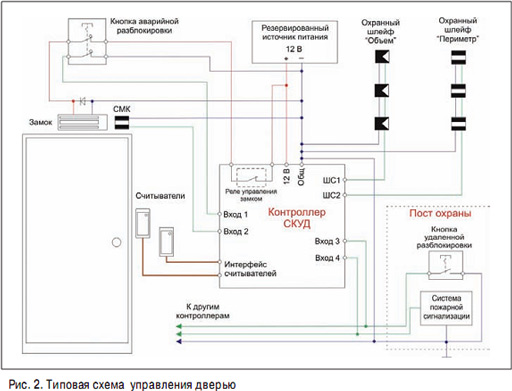 Кнопка аварийной
разблокировки
Резервированный
источник питания
12 В
+
–
Охранный
шлейф
"Объем"
Охранный
шлейф
"Периметр"
Замок
СМК
Считыватели
Реле управления
замком
12 В
Общ
ШС1
ШС2
Контроллер
СКУД
Вход 1
Вход 2
Вход 3
Вход 4
Интерфейс
считывателей
Пост охраны
Кнопка
удаленной
разблокировки
Система
пожарной
сигнализации
К другим
контроллерам
Рис. 2. Типовая схема управления дверью